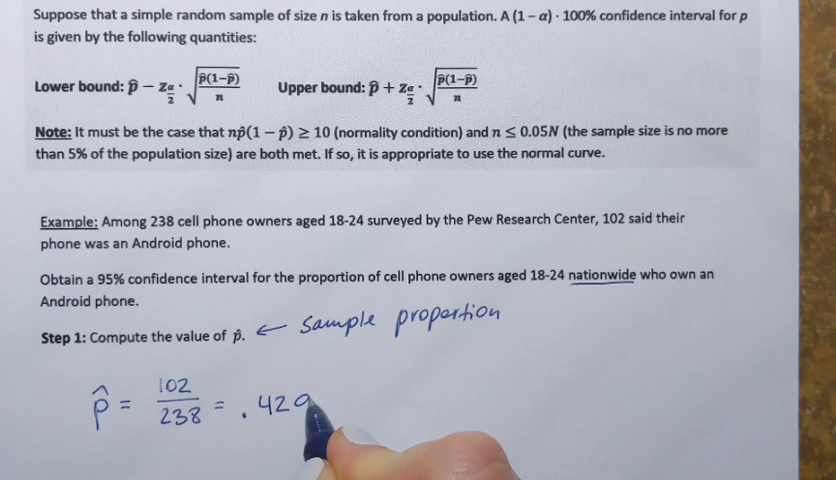 Suppose that a simple random sample of size n is taken from a population. A (1 − α) · 100% confidence interval for p
is given by the following quantities:
Lower bound: p̂ − z_{α/2} · √(p̂(1−p̂)/n) Upper bound: p̂ + z_{α/2} · √(p̂(1−p̂)/n)
Note: It must be the case that np̂(1 − p̂) ≥ 10 (normality condition) and n ≤ 0.05N (the sample size is no more
than 5% of the population size) are both met. If so, it is appropriate to use the normal curve.
Example: Among 238 cell phone owners aged 18-24 surveyed by the Pew Research Center, 102 said their
phone was an Android phone.
Obtain a 95% confidence interval for the proportion of cell phone owners aged 18-24 nationwide who own an
Android phone.
Step 1: Compute the value of p̂. ← sample proportion
p̂ = 102/238 = .429